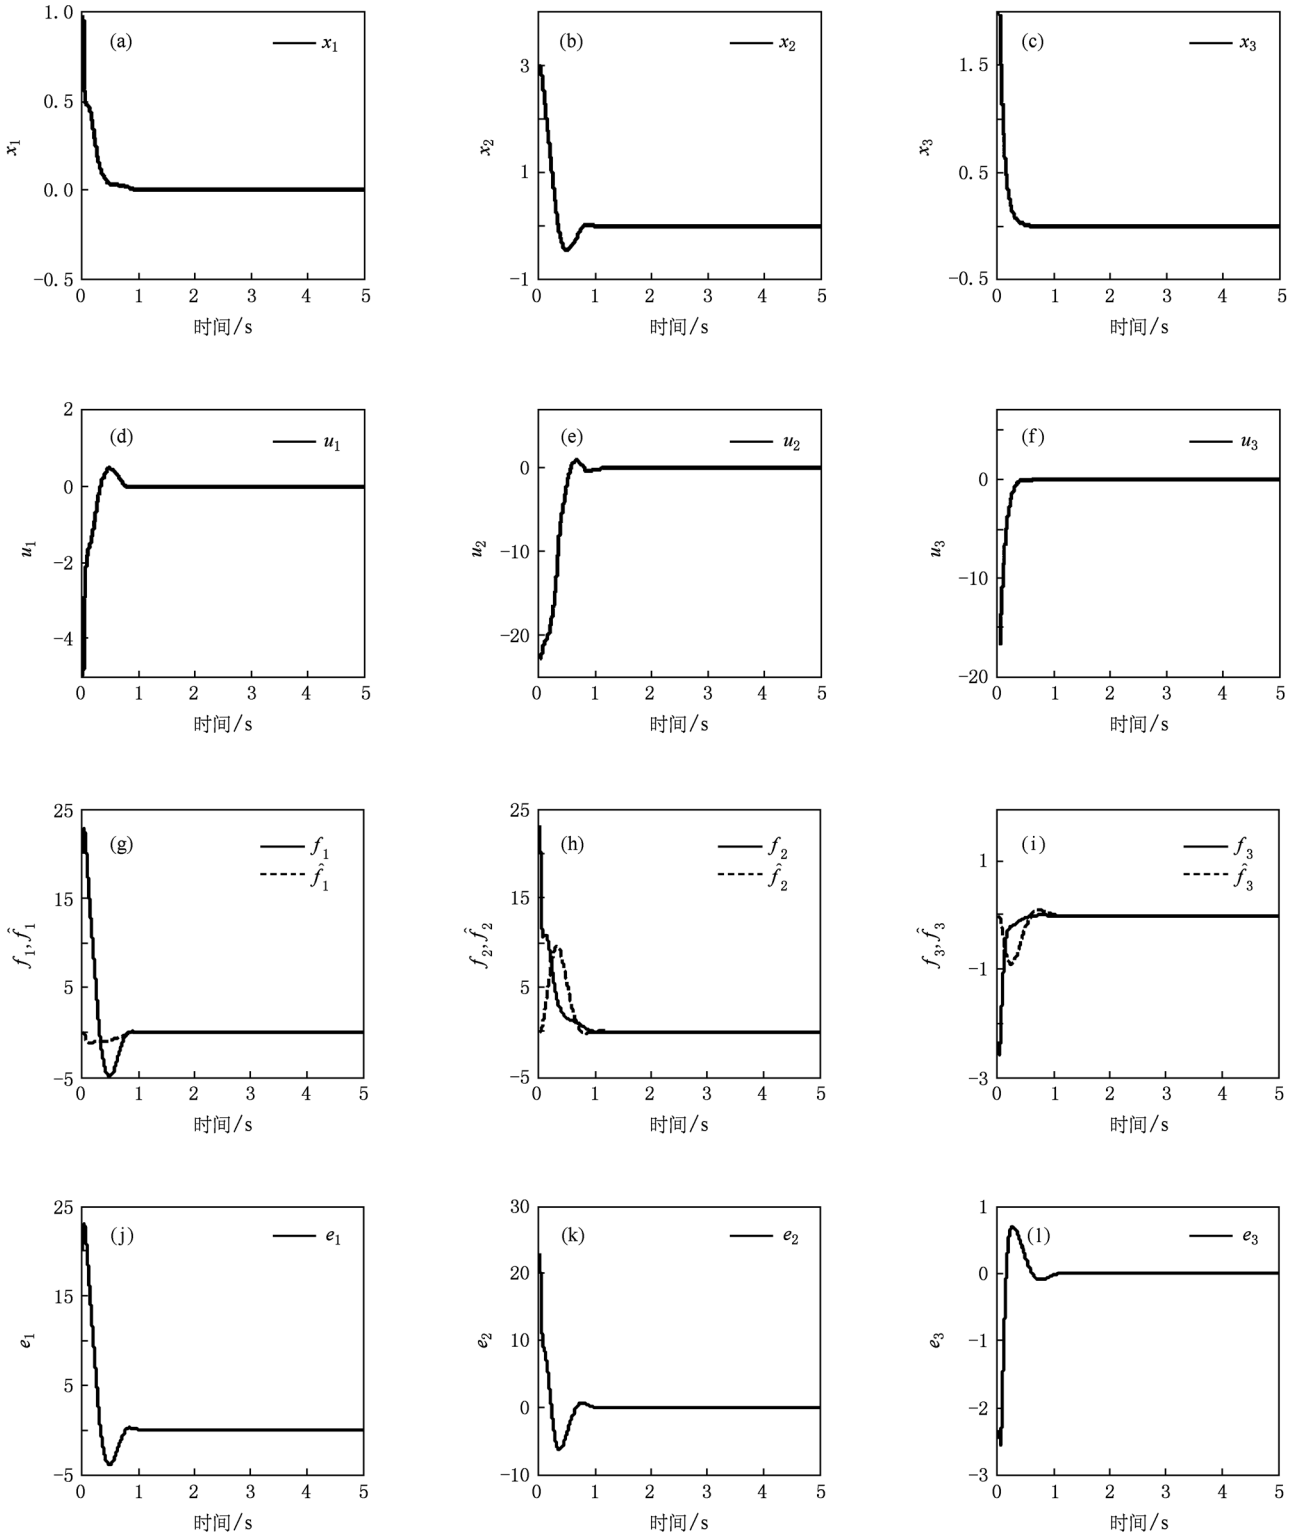 1.0
(a)
x1
0.5
x1
0.0
−0.5
0 1 2 3 4 5
时间/s
(b)
x2
3
x2
1
−1
0 1 2 3 4 5
时间/s
(c)
x3
1.5
x3
0.5
−0.5
0 1 2 3 4 5
时间/s
2
(d)
u1
0
u1
−2
−4
0 1 2 3 4 5
时间/s
(e)
u2
0
u2
−10
−20
0 1 2 3 4 5
时间/s
(f)
u3
0
u3
−10
−20
0 1 2 3 4 5
时间/s
25
(g)
f1
f̂1
15
f1,f̂1
5
−5
0 1 2 3 4 5
时间/s
25
(h)
f2
f̂2
15
f2,f̂2
5
−5
0 1 2 3 4 5
时间/s
(i)
f3
f̂3
1
f3,f̂3
−1
−3
0 1 2 3 4 5
时间/s
25
(j)
e1
15
e1
5
−5
0 1 2 3 4 5
时间/s
30
(k)
e2
20
10
e2
0
−10
0 1 2 3 4 5
时间/s
1
(l)
e3
0
−1
e3
−2
−3
0 1 2 3 4 5
时间/s